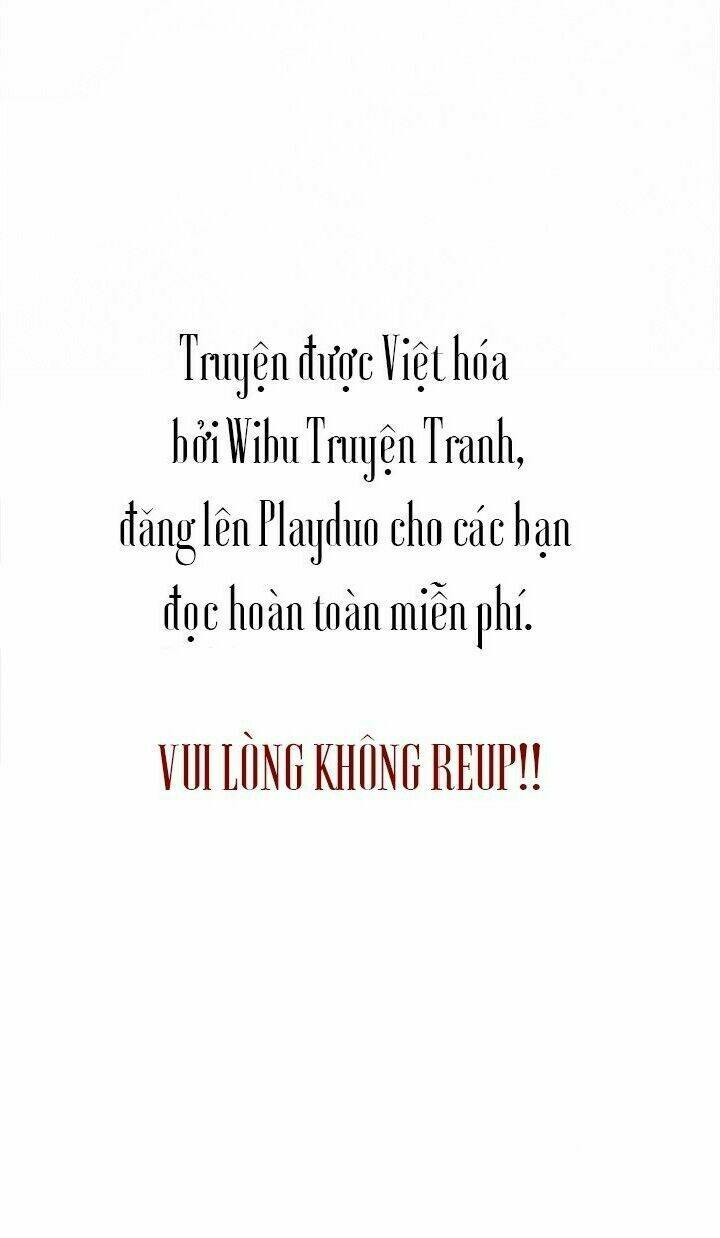 Truyện được Việt hóa
bởi Wibu Truyện Tranh,
đăng lên Playduo cho các bạn
đọc hoàn toàn miễn phí.
VUI LÒNG KHÔNG REUP!!